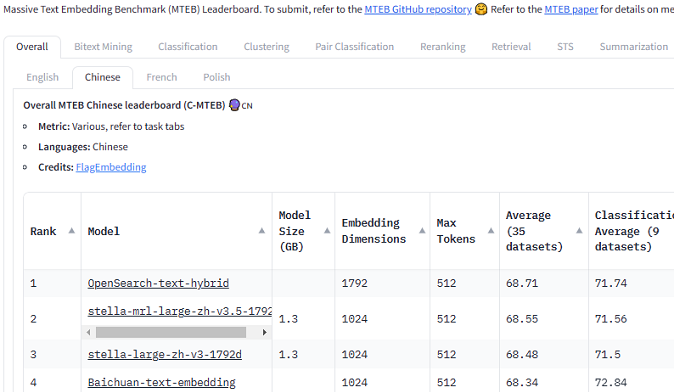 Massive Text Embedding Benchmark (MTEB) Leaderboard. To submit, refer to the MTEB GitHub repository 🤗 Refer to the MTEB paper for details on me
Overall Bitext Mining Classification Clustering Pair Classification Reranking Retrieval STS Summarization
English Chinese French Polish
Overall MTEB Chinese leaderboard (C-MTEB) 🔮CN
Metric: Various, refer to task tabs
Languages: Chinese
Credits: FlagEmbedding
Rank Model Model Size (GB) Embedding Dimensions Max Tokens Average (35 datasets) Classificatio Average (9 datasets)
1 OpenSearch-text-hybrid 1792 512 68.71 71.74
2 stella-mrl-large-zh-v3.5-1792 1.3 1024 512 68.55 71.56
3 stella-large-zh-v3-1792d 1.3 1024 512 68.48 71.5
4 Baichuan-text-embedding 1024 512 68.34 72.84